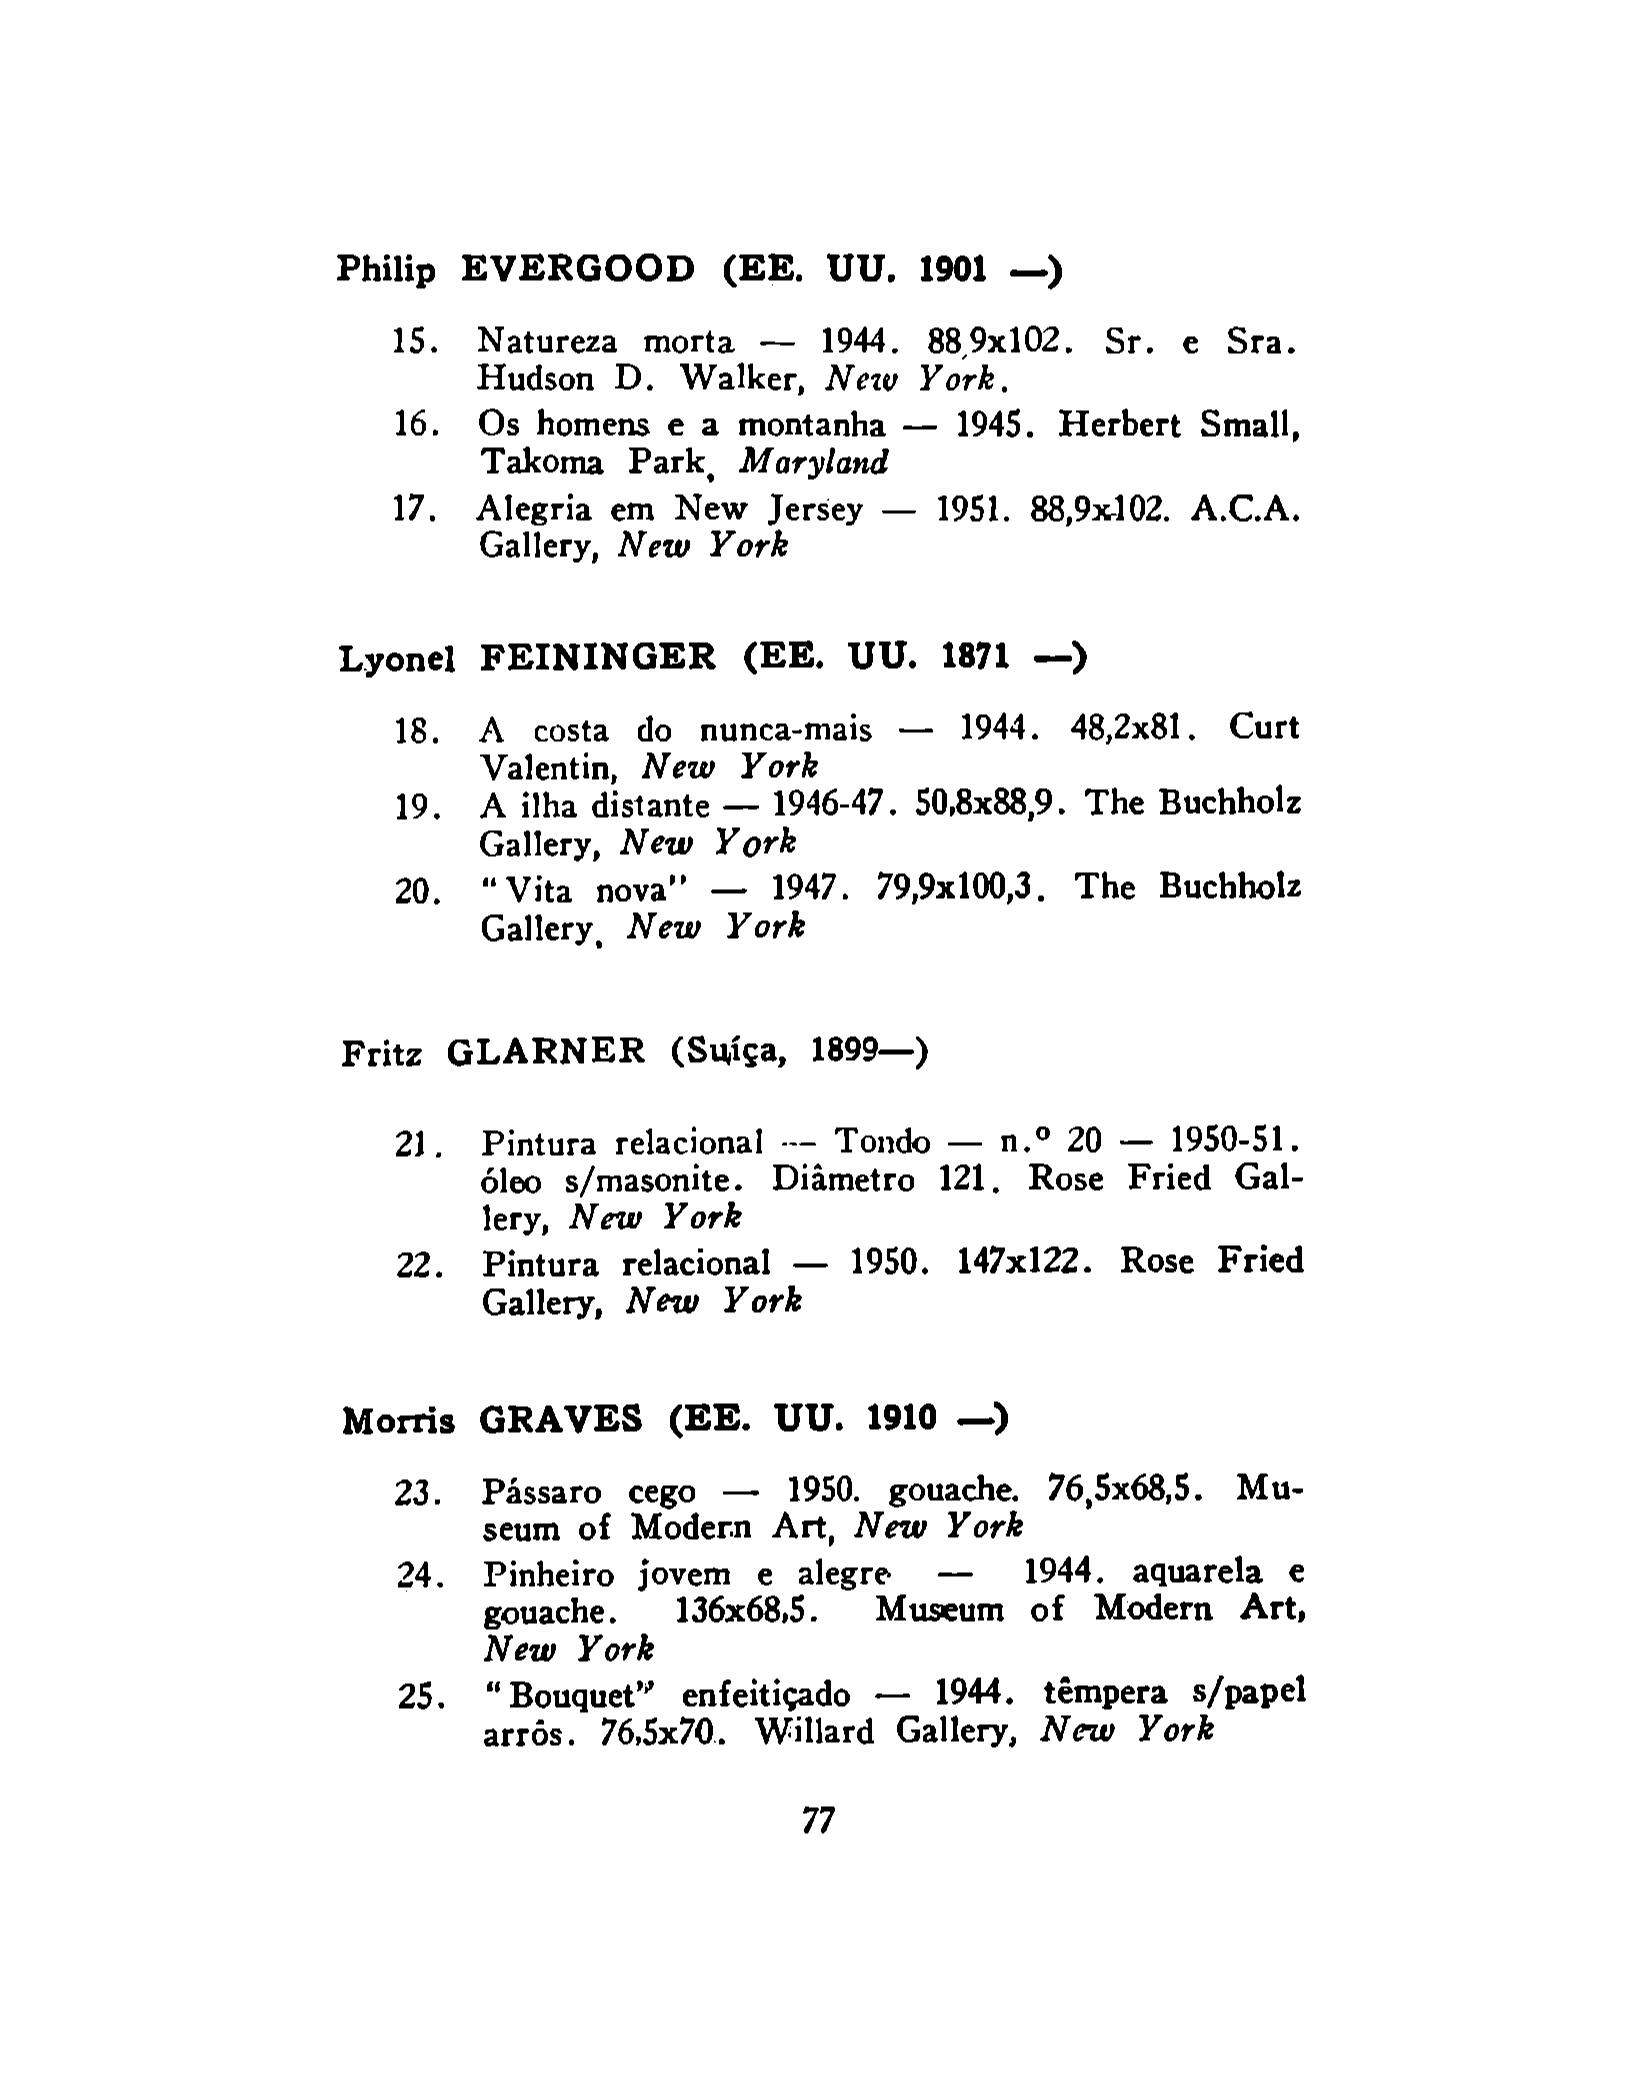 Philip EVERGOOD (EE. UU. 1901 —)
15. Natureza morta — 1944. 88,9x102. Sr. e Sra.
Hudson D. Walker, New York.
16. Os homens e a montanha — 1945. Herbert Small,
Takoma Park, Maryland
17. Alegria em New Jersey — 1951. 88,9x102. A.C.A.
Gallery, New York
Lyonel FEININGER (EE. UU. 1871 —)
18. A costa do nunca-mais — 1944. 48,2x81. Curt
Valentin, New York
19. A ilha distante — 1946-47. 50,8x88,9. The Buchholz
Gallery, New York
20. "Vita nova" — 1947. 79,9x100,3. The Buchholz
Gallery, New York
Fritz GLARNER (Suíça, 1899—)
21. Pintura relacional — Tondo — n.º 20 — 1950-51.
óleo s/masonite. Diâmetro 121. Rose Fried Gal-
lery, New York
22. Pintura relacional — 1950. 147x122. Rose Fried
Gallery, New York
Morris GRAVES (EE. UU. 1910 —)
23. Pássaro cego — 1950. gouache. 76,5x68,5. Mu-
seum of Modern Art, New York
24. Pinheiro jovem e alegre — 1944. aquarela e
gouache. 136x68,5. Museum of Modern Art,
New York
25. "Bouquet" enfeitiçado — 1944. têmpera s/papel
arrôs. 76,5x70. Willard Gallery, New York
77